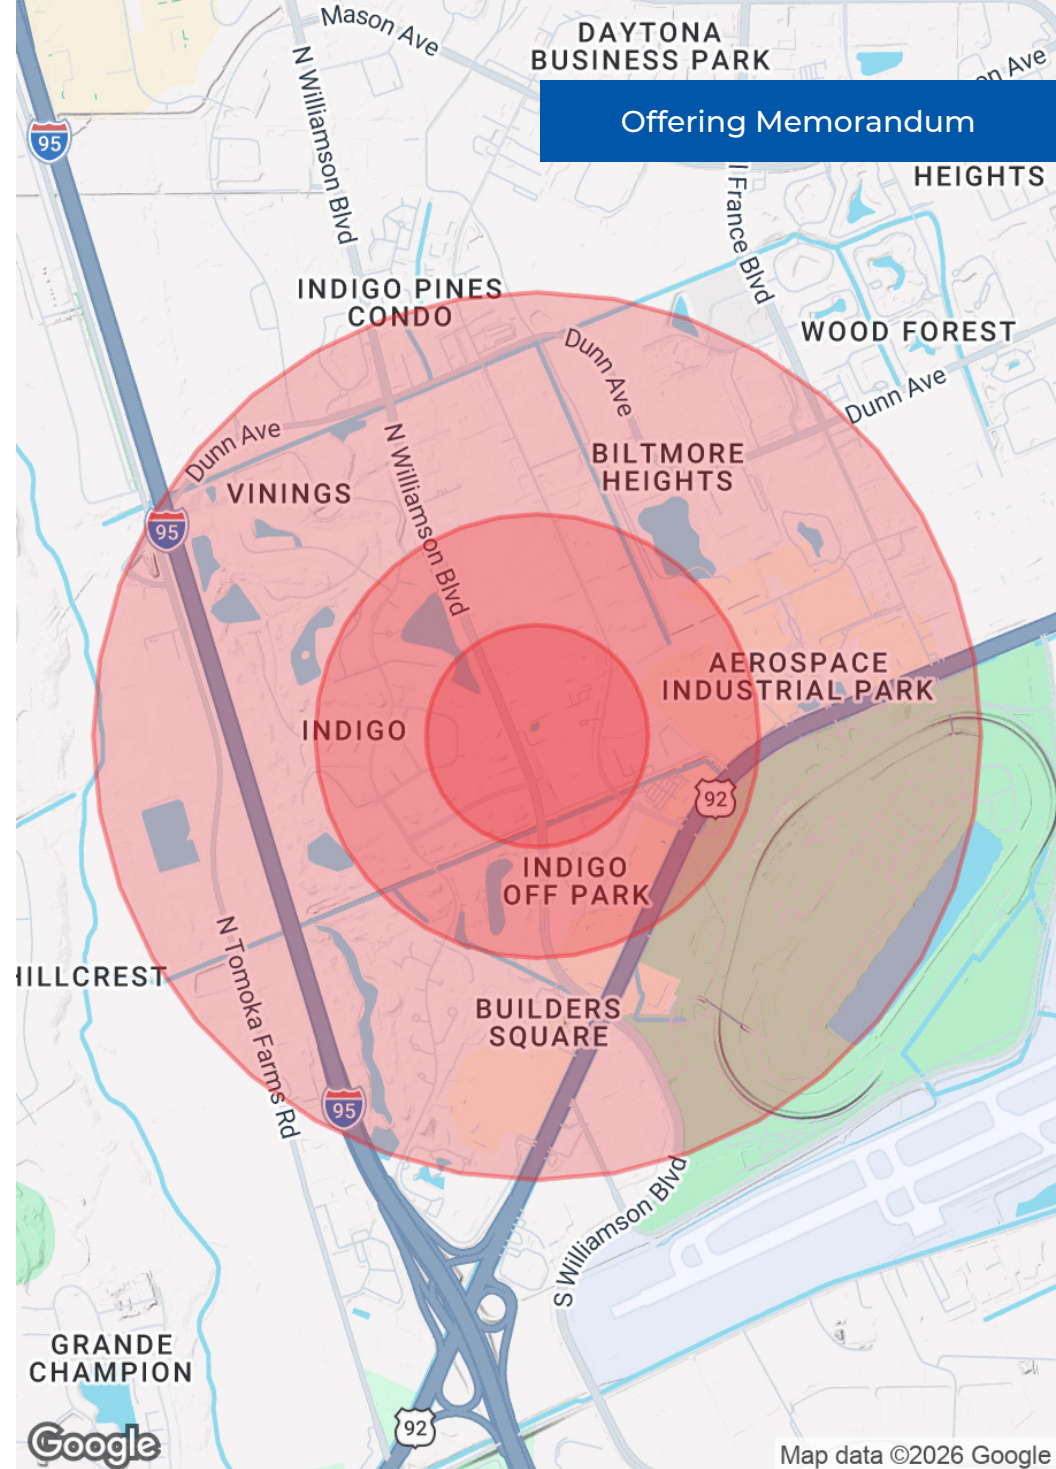 Mason Ave
DAYTONA
BUSINESS PARK
Offering Memorandum
95
N Williamson Blvd
HEIGHTS
France Blvd
INDIGO PINES
CONDO
WOOD FOREST
Dunn Ave
Dunn Ave
Dunn Ave
N Williamson Blvd
BILTMORE
HEIGHTS
VININGS
95
AEROSPACE
INDUSTRIAL PARK
INDIGO
92
INDIGO
OFF PARK
N Tomoka Farms Rd
HILLCREST
BUILDERS
SQUARE
95
S Williamson Blvd
GRANDE
CHAMPION
92
Google
Map data ©2026 Google